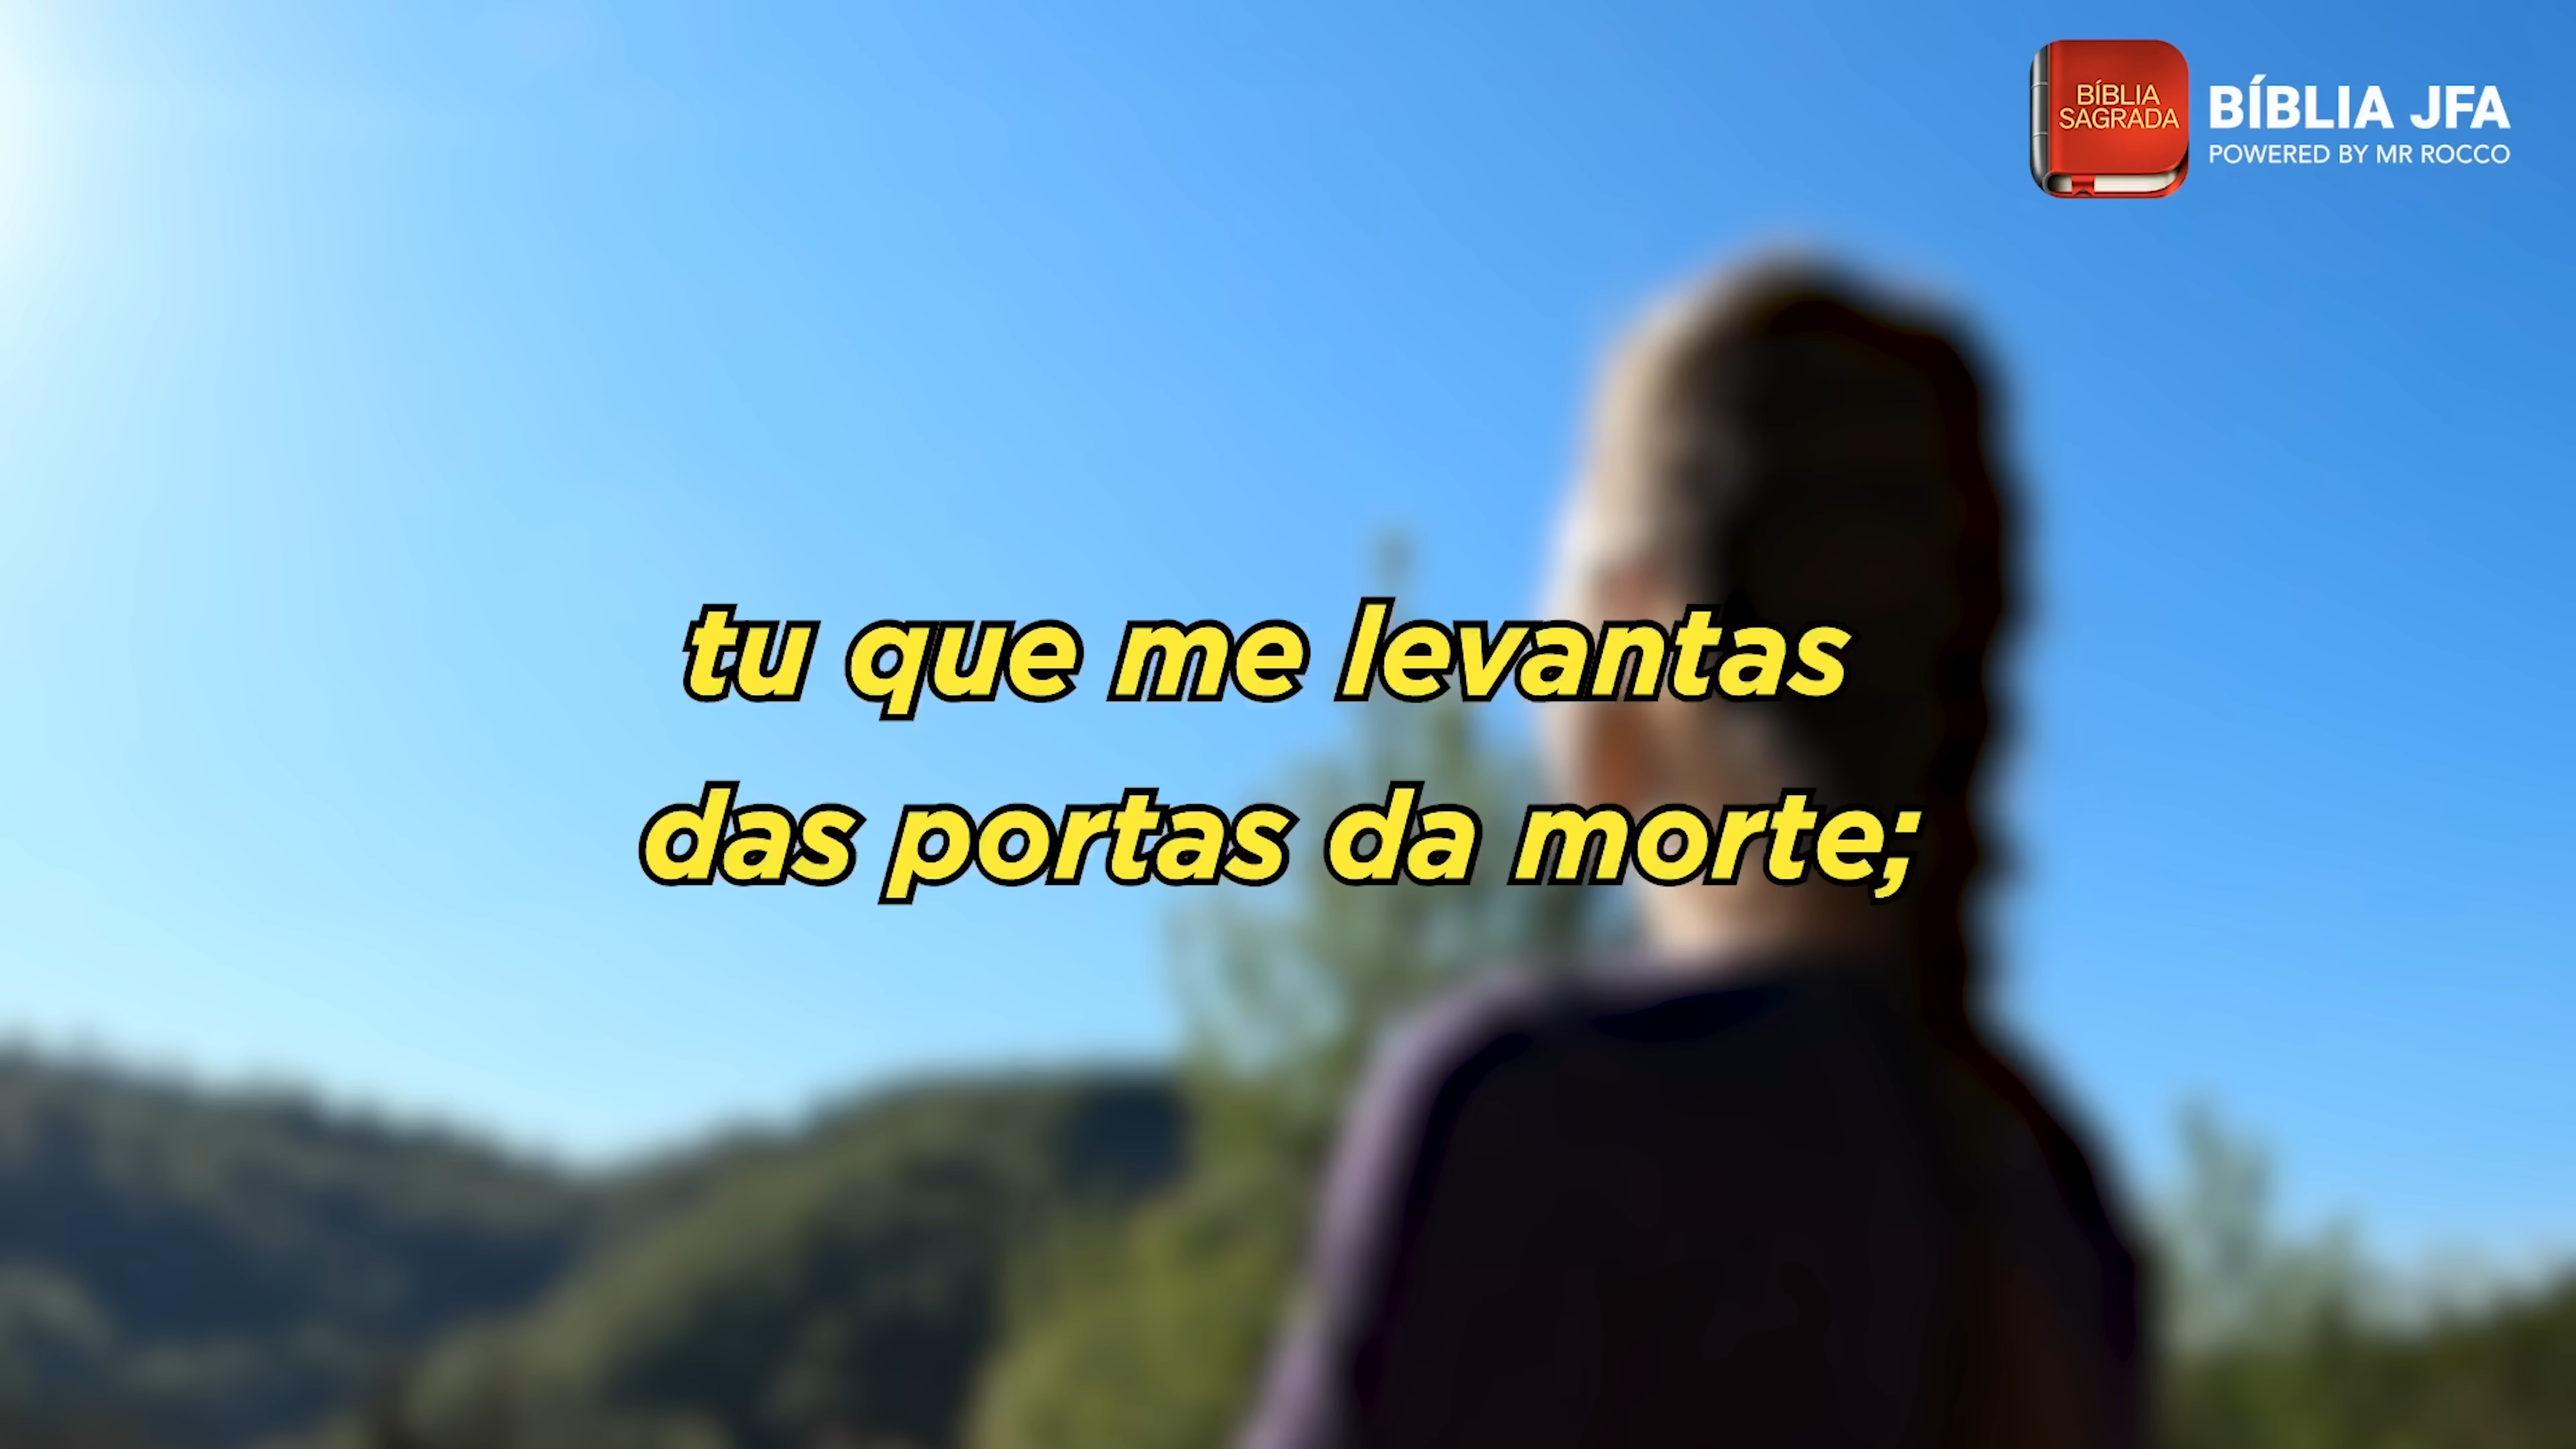 BÍBLIA
SAGRADA
BÍBLIA JFA
POWERED BY MR ROCCO
tu que me levantas
das portas da morte;